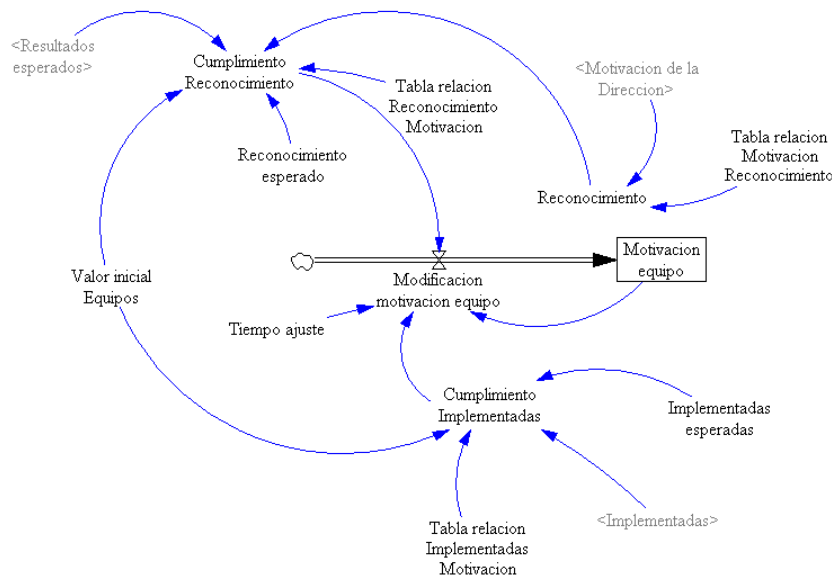 <Resultados
esperados>
Cumplimiento
Reconocimiento
Tabla relacion
Reconocimiento
Motivacion
<Motivacion de la
Direccion>
Tabla relacion
Motivacion
Reconocimiento
Reconocimiento
esperado
Reconocimiento
Valor inicial
Equipos
Modificacion
motivacion equipo
Motivacion
equipo
Tiempo ajuste
Cumplimiento
Implementadas
Implementadas
esperadas
Tabla relacion
Implementadas
Motivacion
<Implementadas>